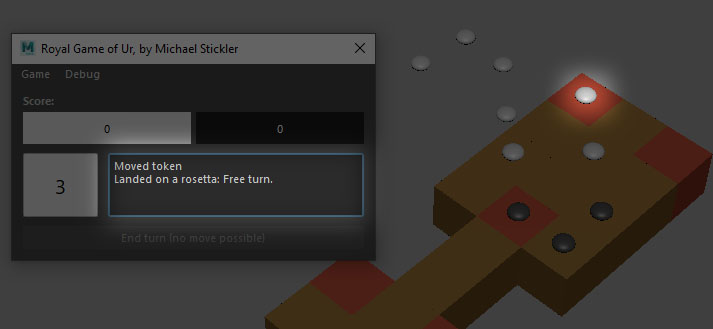 M Royal Game of Ur, by Michael Stickler
Game Debug
Score:
0 0
3
Moved token
Landed on a rosetta: Free turn.
End turn (no move possible)